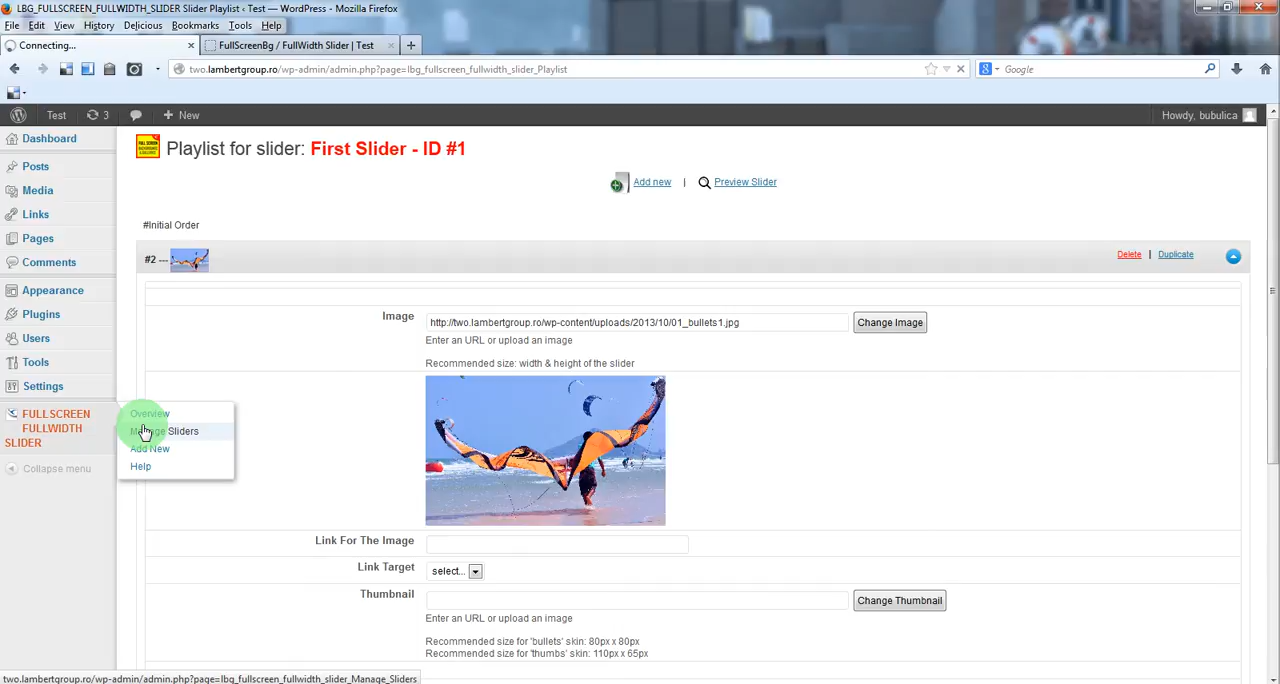 LBG_FULLSCREEN_FULLWIDTH_SLIDER Slider Playlist ‹ Test — WordPress - Mozilla Firefox
File Edit View History Delicious Bookmarks Tools Help
Connecting...
FullScreenBg / FullWidth Slider | Test
two.lambertgroup.ro/wp-admin/admin.php?page=lbg_fullscreen_fullwidth_slider_Playlist
Google
Test 3 + New
Howdy, bubulica
Dashboard
Posts
Media
Links
Pages
Comments
Appearance
Plugins
Users
Tools
Settings
FULLSCREEN
FULLWIDTH
SLIDER
Collapse menu
Overview
Manage Sliders
Add New
Help
Playlist for slider: First Slider - ID #1
Add new | Preview Slider
#Initial Order
#2 ---
Delete | Duplicate
Image
http://two.lambertgroup.ro/wp-content/uploads/2013/10/01_bullets1.jpg
Change Image
Enter an URL or upload an image
Recommended size: width & height of the slider
Link For The Image
Link Target
select...
Thumbnail
Change Thumbnail
Enter an URL or upload an image
Recommended size for 'bullets' skin: 80px x 80px
Recommended size for 'thumbs' skin: 110px x 65px
two.lambertgroup.ro/wp-admin/admin.php?page=lbg_fullscreen_fullwidth_slider_Manage_Sliders